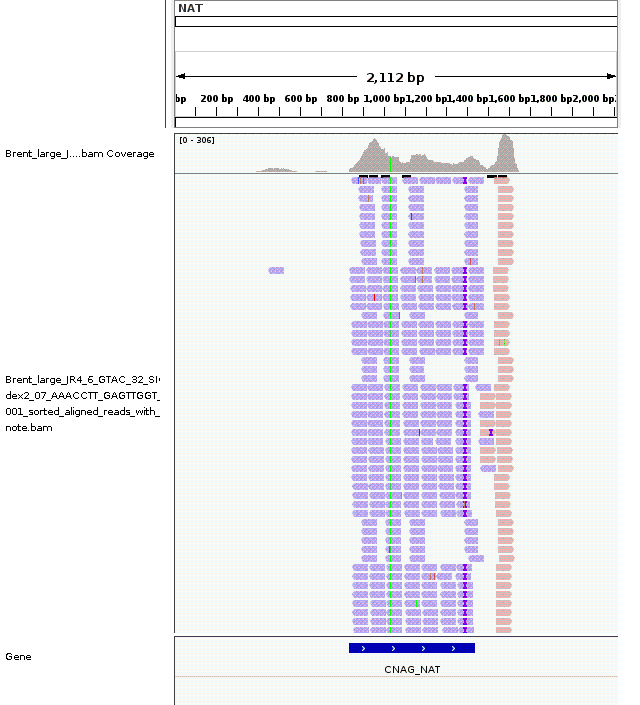 NAT
2,112 bp
bp 200 bp 400 bp 600 bp 800 bp 1,000 bp 1,200 bp 1,400 bp 1,600 bp 1,800 bp 2,000 bp
[0 - 306]
Brent_large_J....bam Coverage
Brent_large_JR4_6_GTAC_32_SI
dex2_07_AAACCTT_GAGTTGGT_
001_sorted_aligned_reads_with_
note.bam
Gene
CNAG_NAT